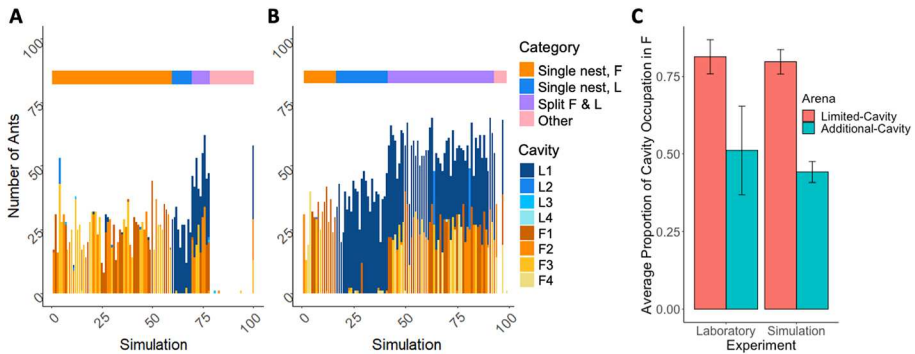 A
B
C
Number of Ants
100
75
50
25
0
0
25
50
75
100
Simulation
100
75
50
25
0
0
25
50
75
100
Simulation
Category
Single nest, F
Single nest, L
Split F & L
Other
Cavity
L1
L2
L3
L4
F1
F2
F3
F4
Average Proportion of Cavity Occupation in F
0.75
0.50
0.25
0.00
Arena
Limited-Cavity
Additional-Cavity
Laboratory
Simulation
Experiment